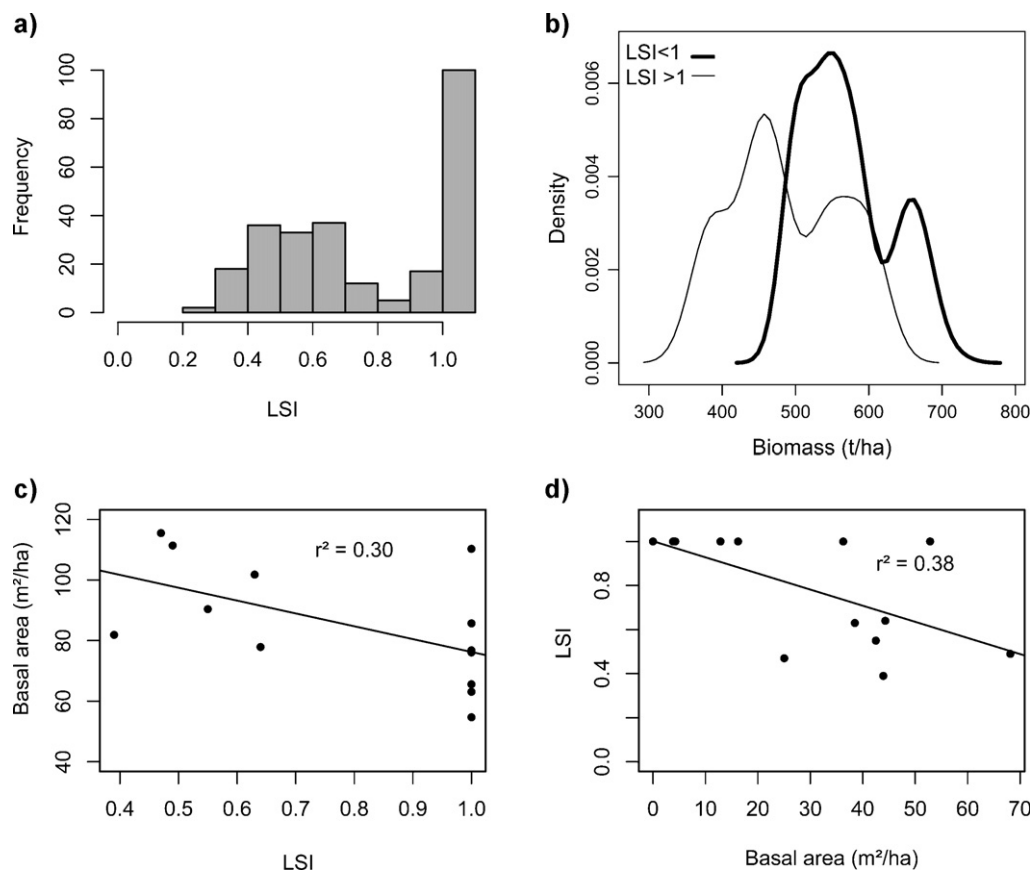 a)
100
80
60
40
20
0
Frequency
0.0 0.2 0.4 0.6 0.8 1.0
LSI
b)
LSI<1
LSI >1
0.006
0.004
0.002
0.000
Density
300 400 500 600 700 800
Biomass (t/ha)
c)
120
100
80
60
40
Basal area (m²/ha)
r² = 0.30
0.4 0.5 0.6 0.7 0.8 0.9 1.0
LSI
d)
0.8
0.4
0.0
LSI
r² = 0.38
0 10 20 30 40 50 60 70
Basal area (m²/ha)